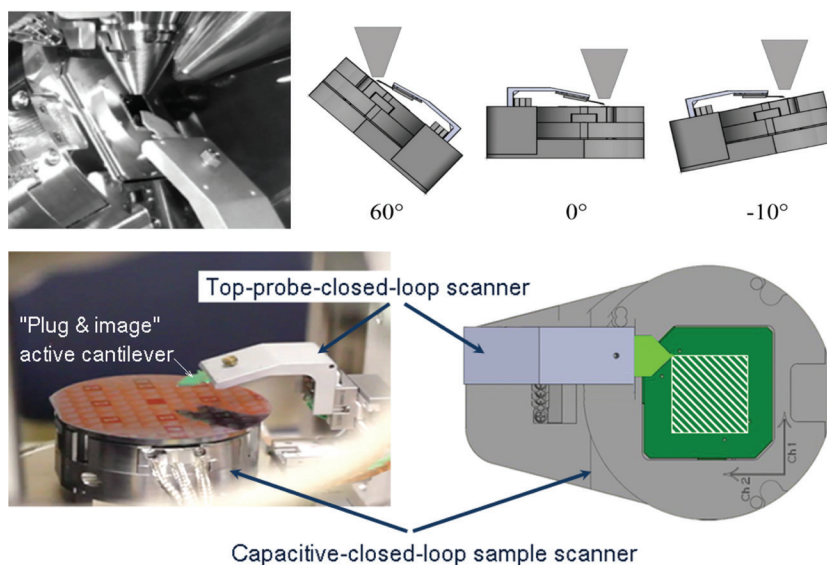 60°
0°
-10°
Top-probe-closed-loop scanner
"Plug & image"
active cantilever
Ch1
Ch2
Capacitive-closed-loop sample scanner